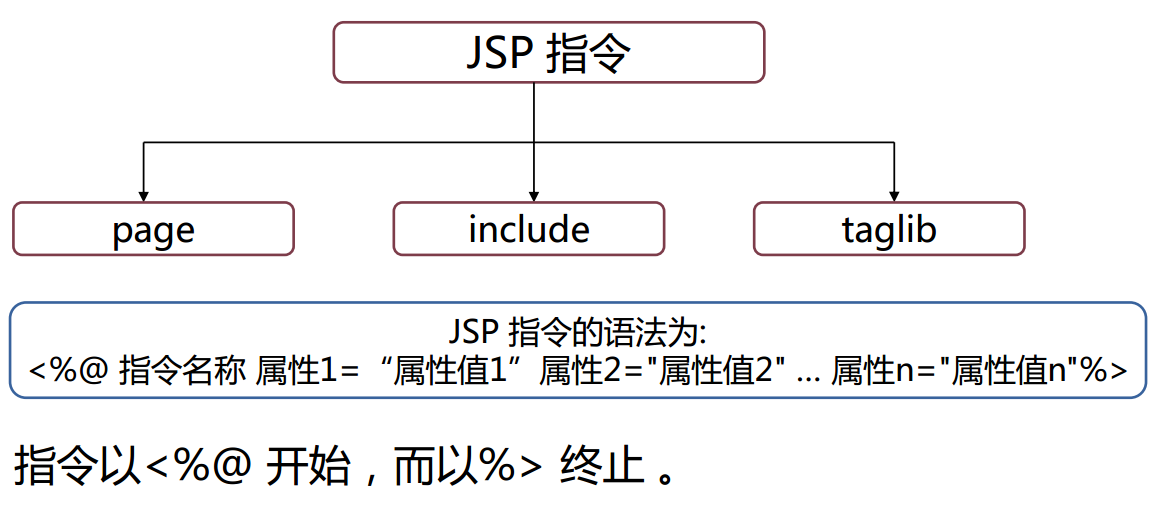 JSP 指令
page
include
taglib
JSP 指令的语法为:
<%@ 指令名称 属性1=“属性值1”属性2="属性值2" ... 属性n="属性值n"%>
指令以<%@ 开始，而以%> 终止 。